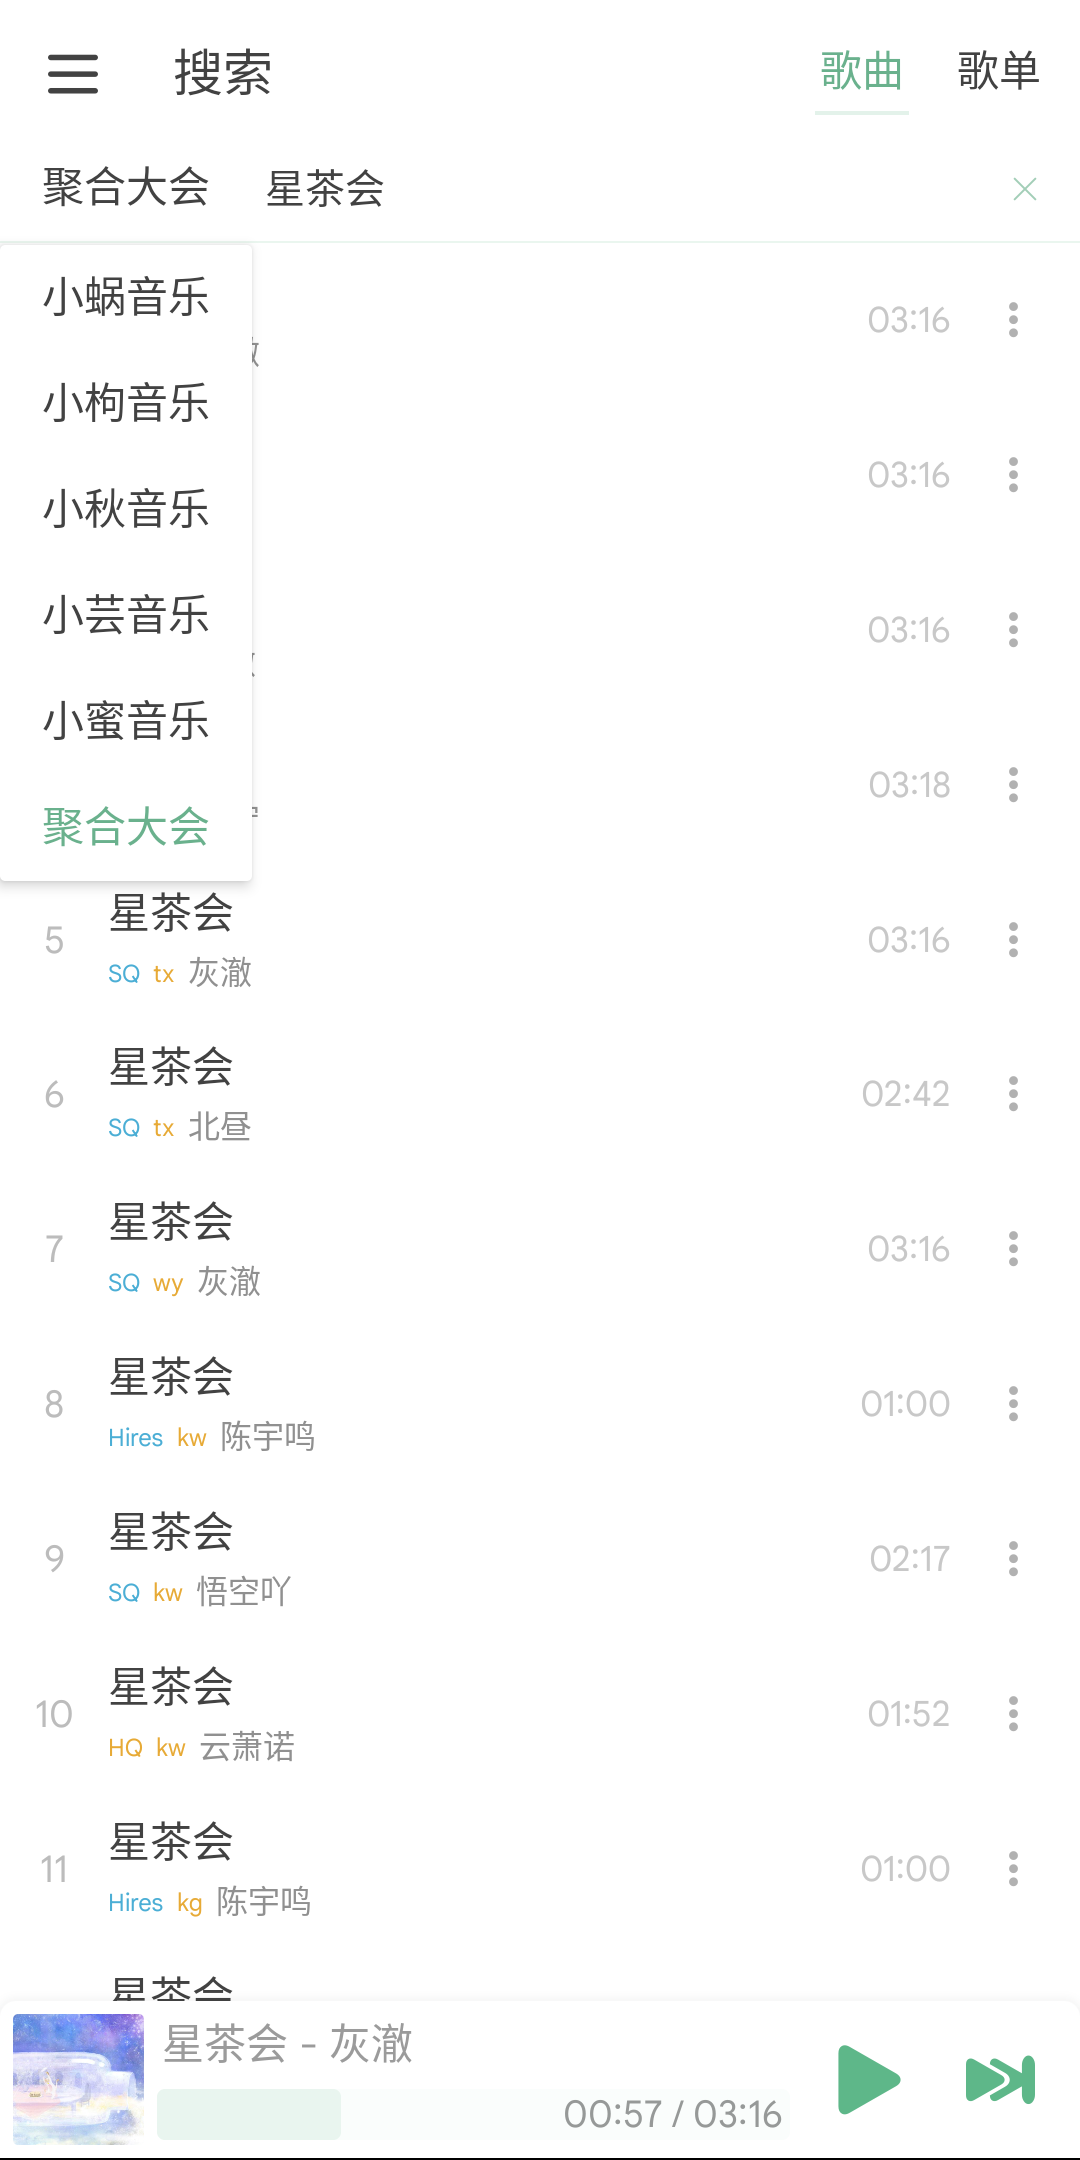 搜索 歌曲 歌单
聚合大会 星茶会
小蜗音乐
03:16
小枸音乐
03:16
小秋音乐
小芸音乐
03:16
小蜜音乐
03:18
聚合大会
5 星茶会 03:16
SQ tx 灰澈
6 星茶会 02:42
SQ tx 北昼
7 星茶会 03:16
SQ wy 灰澈
8 星茶会 01:00
Hires kw 陈宇鸣
9 星茶会 02:17
SQ kw 悟空吖
10 星茶会 01:52
HQ kw 云萧诺
11 星茶会 01:00
Hires kg 陈宇鸣
星茶会
星茶会 - 灰澈
00:57 / 03:16